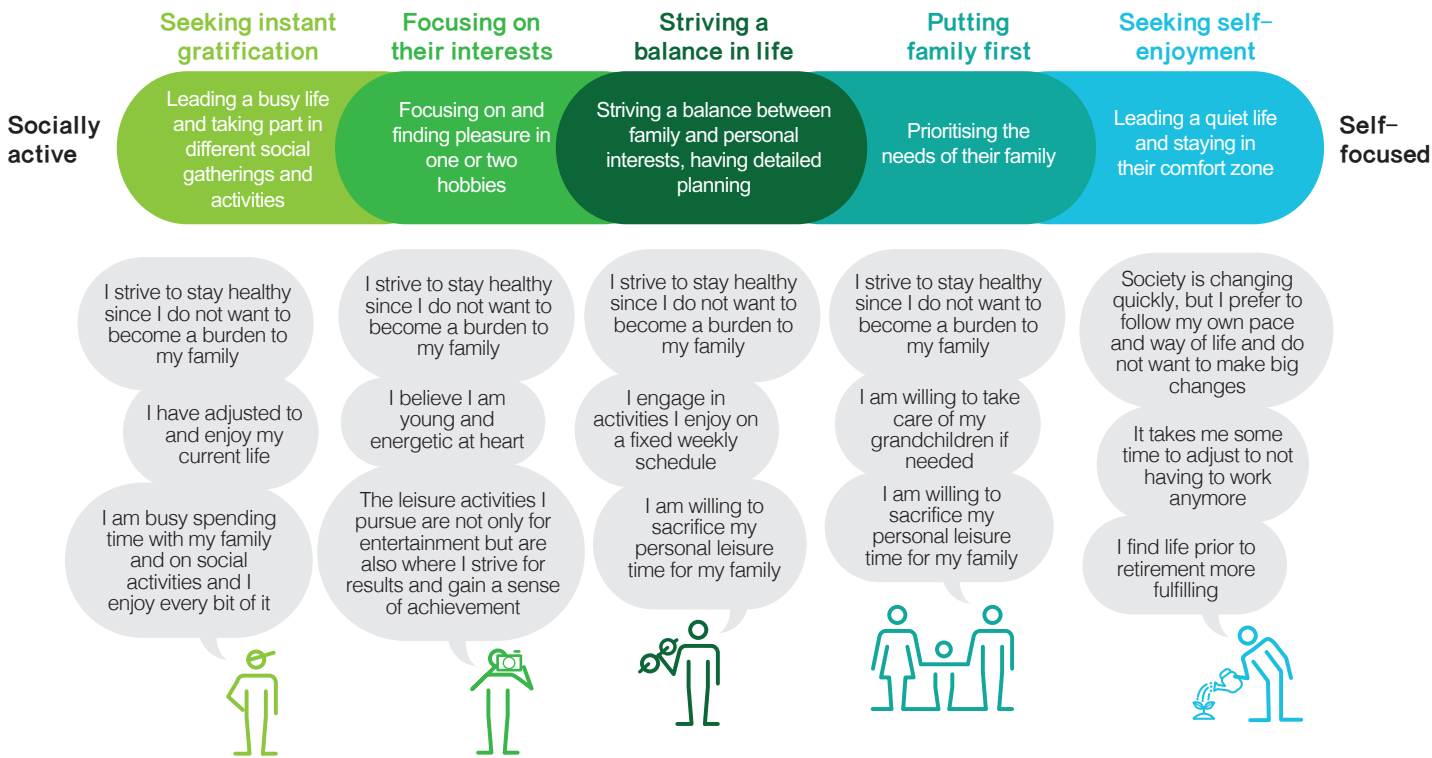 Seeking instant
gratification
Focusing on
their interests
Striving a
balance in life
Putting
family first
Seeking self-
enjoyment
Socially
active
Leading a busy life
and taking part in
different social
gatherings and
activities
Focusing on and
finding pleasure in
one or two
hobbies
Striving a balance between
family and personal
interests, having detailed
planning
Prioritising the
needs of their family
Leading a quiet life
and staying in
their comfort zone
Self-
focused
I strive to stay healthy
since I do not want to
become a burden to
my family
I have adjusted to
and enjoy my
current life
I am busy spending
time with my family
and on social
activities and I
enjoy every bit of it
I strive to stay healthy
since I do not want to
become a burden to
my family
I believe I am
young and
energetic at heart
The leisure activities I
pursue are not only for
entertainment but are
also where I strive for
results and gain a sense
of achievement
I strive to stay healthy
since I do not want to
become a burden to
my family
I engage in
activities I enjoy on
a fixed weekly
schedule
I am willing to
sacrifice my
personal leisure
time for my family
I strive to stay healthy
since I do not want to
become a burden to
my family
I am willing to take
care of my
grandchildren if
needed
I am willing to
sacrifice my
personal leisure
time for my family
Society is changing
quickly, but I prefer to
follow my own pace
and way of life and do
not want to make big
changes
It takes me some
time to adjust to not
having to work
anymore
I find life prior to
retirement more
fulfilling